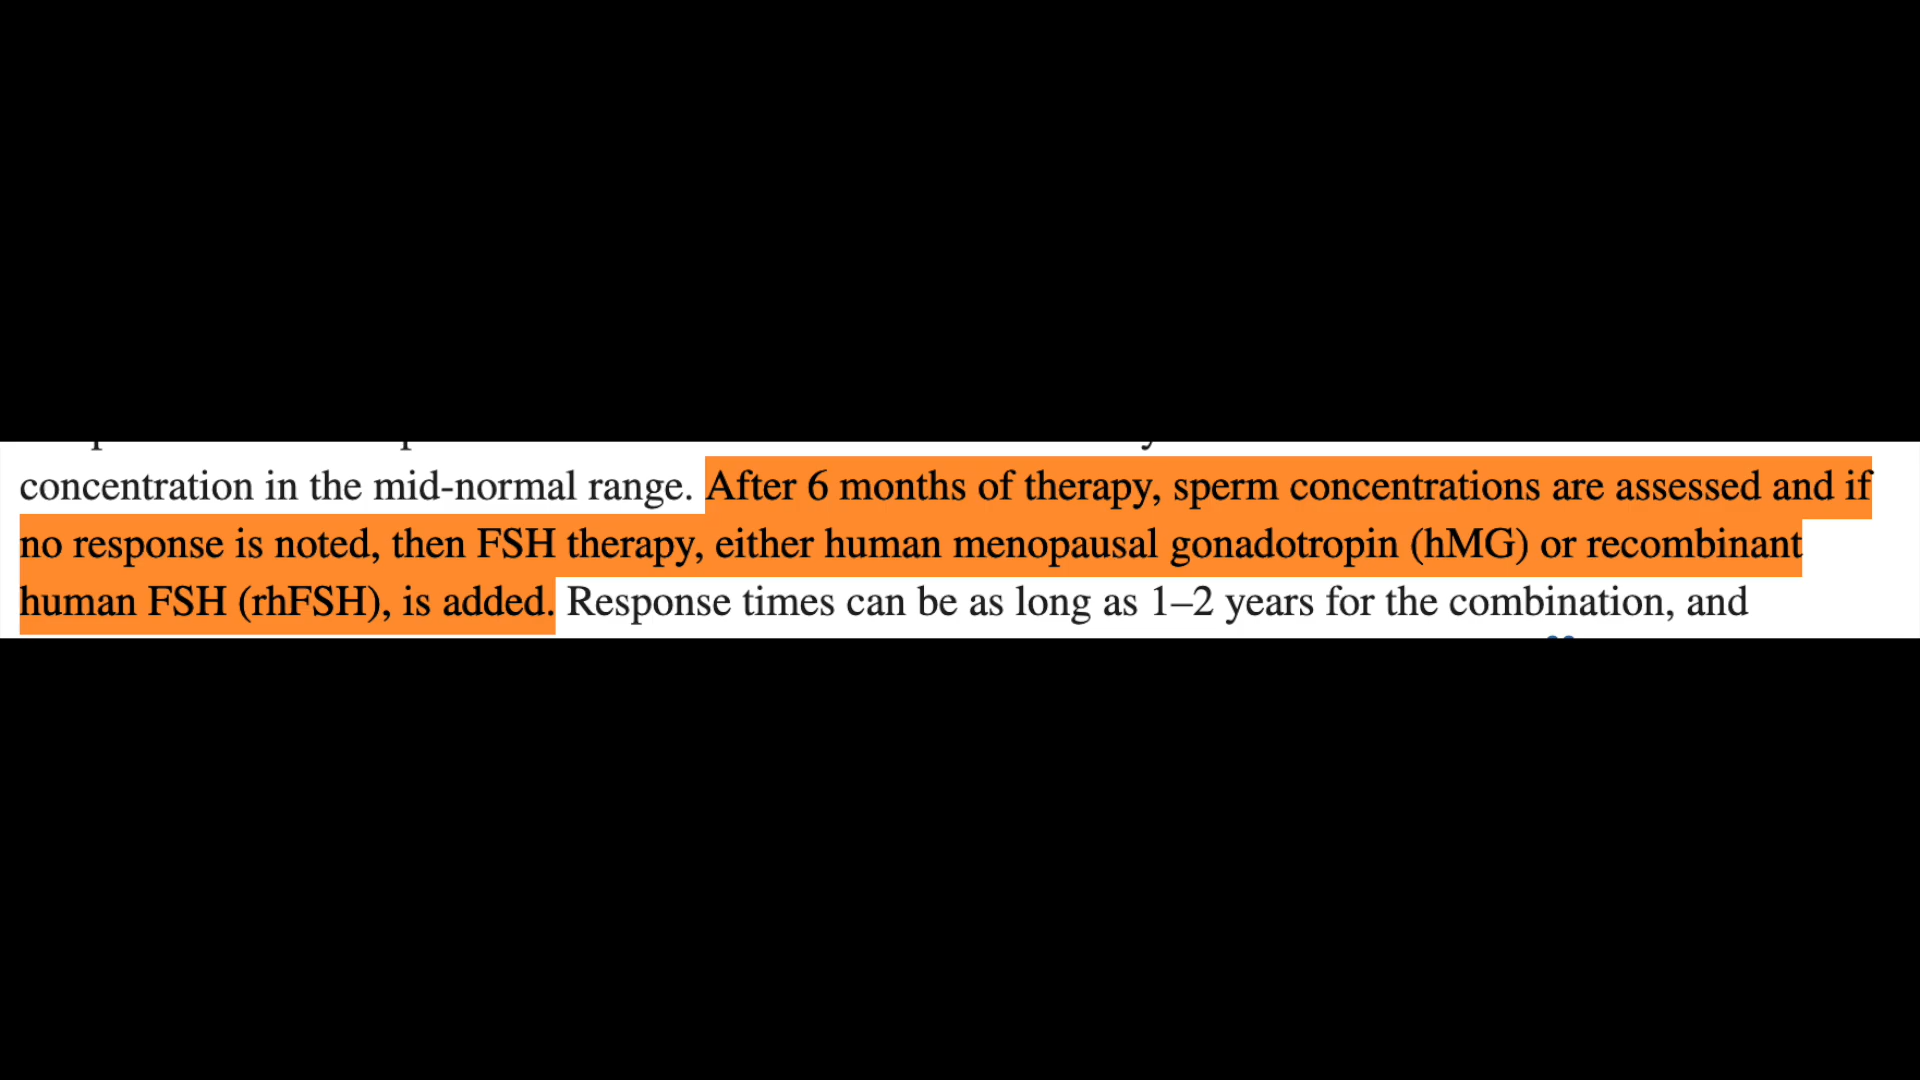 concentration in the mid-normal range. After 6 months of therapy, sperm concentrations are assessed and if
no response is noted, then FSH therapy, either human menopausal gonadotropin (hMG) or recombinant
human FSH (rhFSH), is added. Response times can be as long as 1–2 years for the combination, and